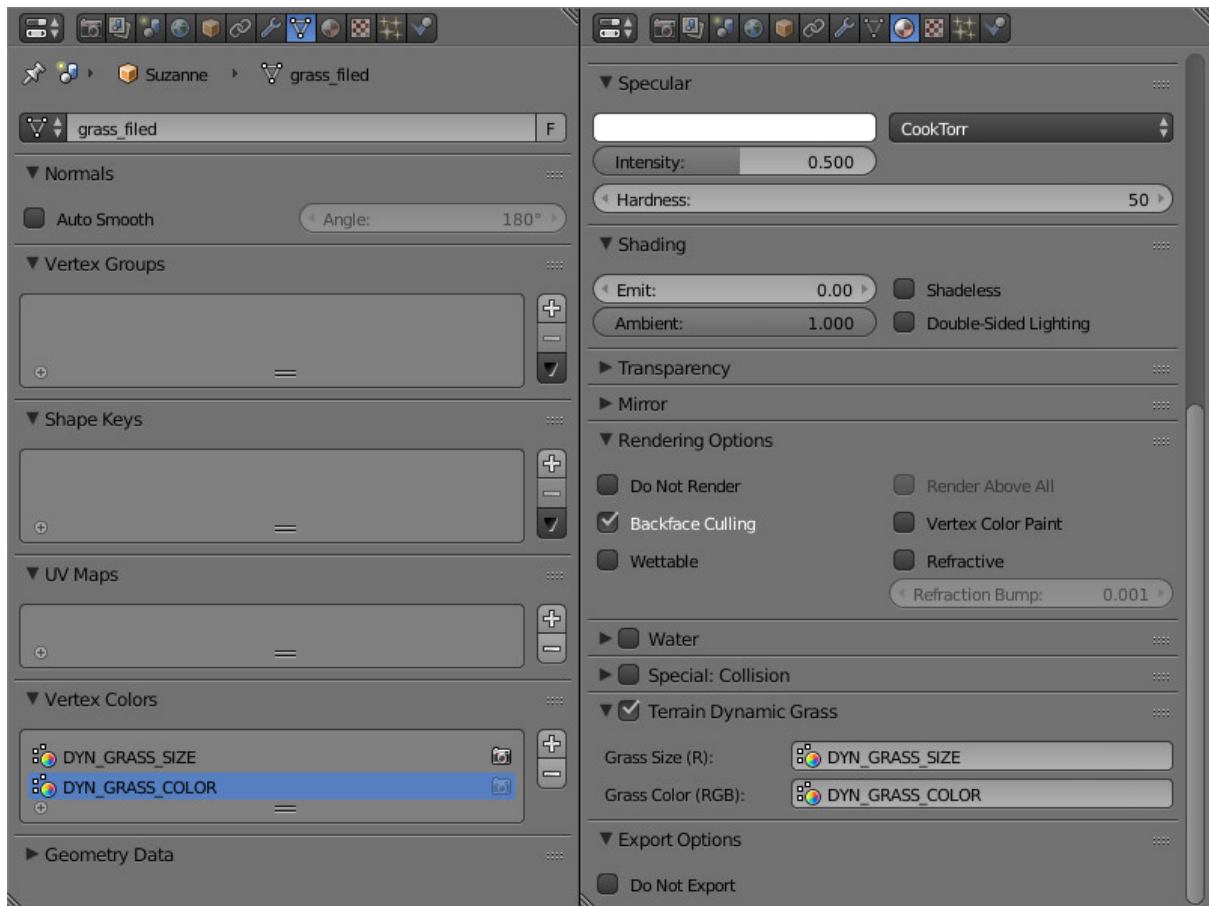 Suzanne grass_filed
grass_filed F
Normals
Auto Smooth Angle: 180°
Vertex Groups
Shape Keys
UV Maps
Vertex Colors
DYN_GRASS_SIZE
DYN_GRASS_COLOR
Geometry Data
Specular
CookTorr
Intensity: 0.500
Hardness: 50
Shading
Emit: 0.00 Shadeless
Ambient: 1.000 Double-Sided Lighting
Transparency
Mirror
Rendering Options
Do Not Render Render Above All
Backface Culling Vertex Color Paint
Wettable Refractive
Refraction Bump: 0.001
Water
Special: Collision
Terrain Dynamic Grass
Grass Size (R): DYN_GRASS_SIZE
Grass Color (RGB): DYN_GRASS_COLOR
Export Options
Do Not Export